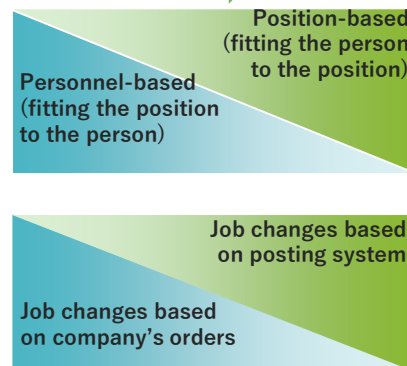 Position-based
(fitting the person
to the position)
Personnel-based
(fitting the position
to the person)
Job changes based
on posting system
Job changes based
on company’s orders